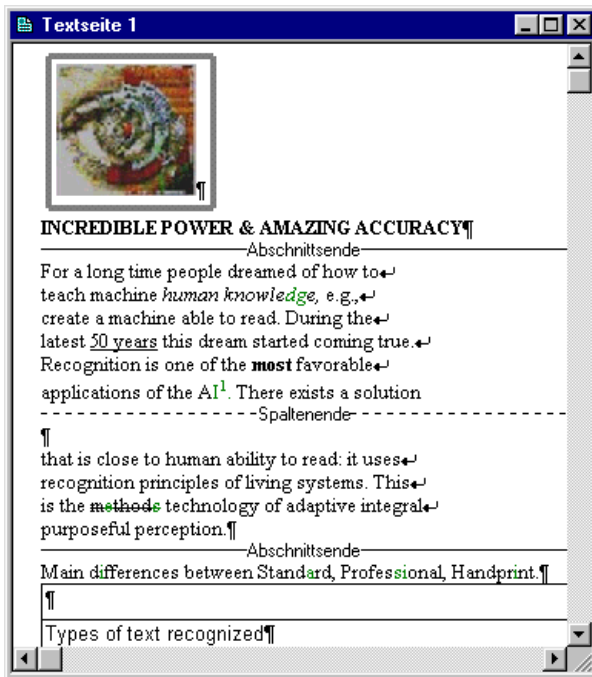 Textseite 1
¶
INCREDIBLE POWER & AMAZING ACCURACY¶
Abschnittsende
For a long time people dreamed of how to↵
teach machine human knowledge, e.g.,↵
create a machine able to read. During the↵
latest 50 years this dream started coming true.↵
Recognition is one of the most favorable↵
applications of the AI¹. There exists a solution
Spaltenende
¶
that is close to human ability to read: it uses↵
recognition principles of living systems. This↵
is the methods technology of adaptive integral↵
purposeful perception.¶
Abschnittsende
Main differences between Standard, Professional, Handprint.¶
¶
Types of text recognized¶